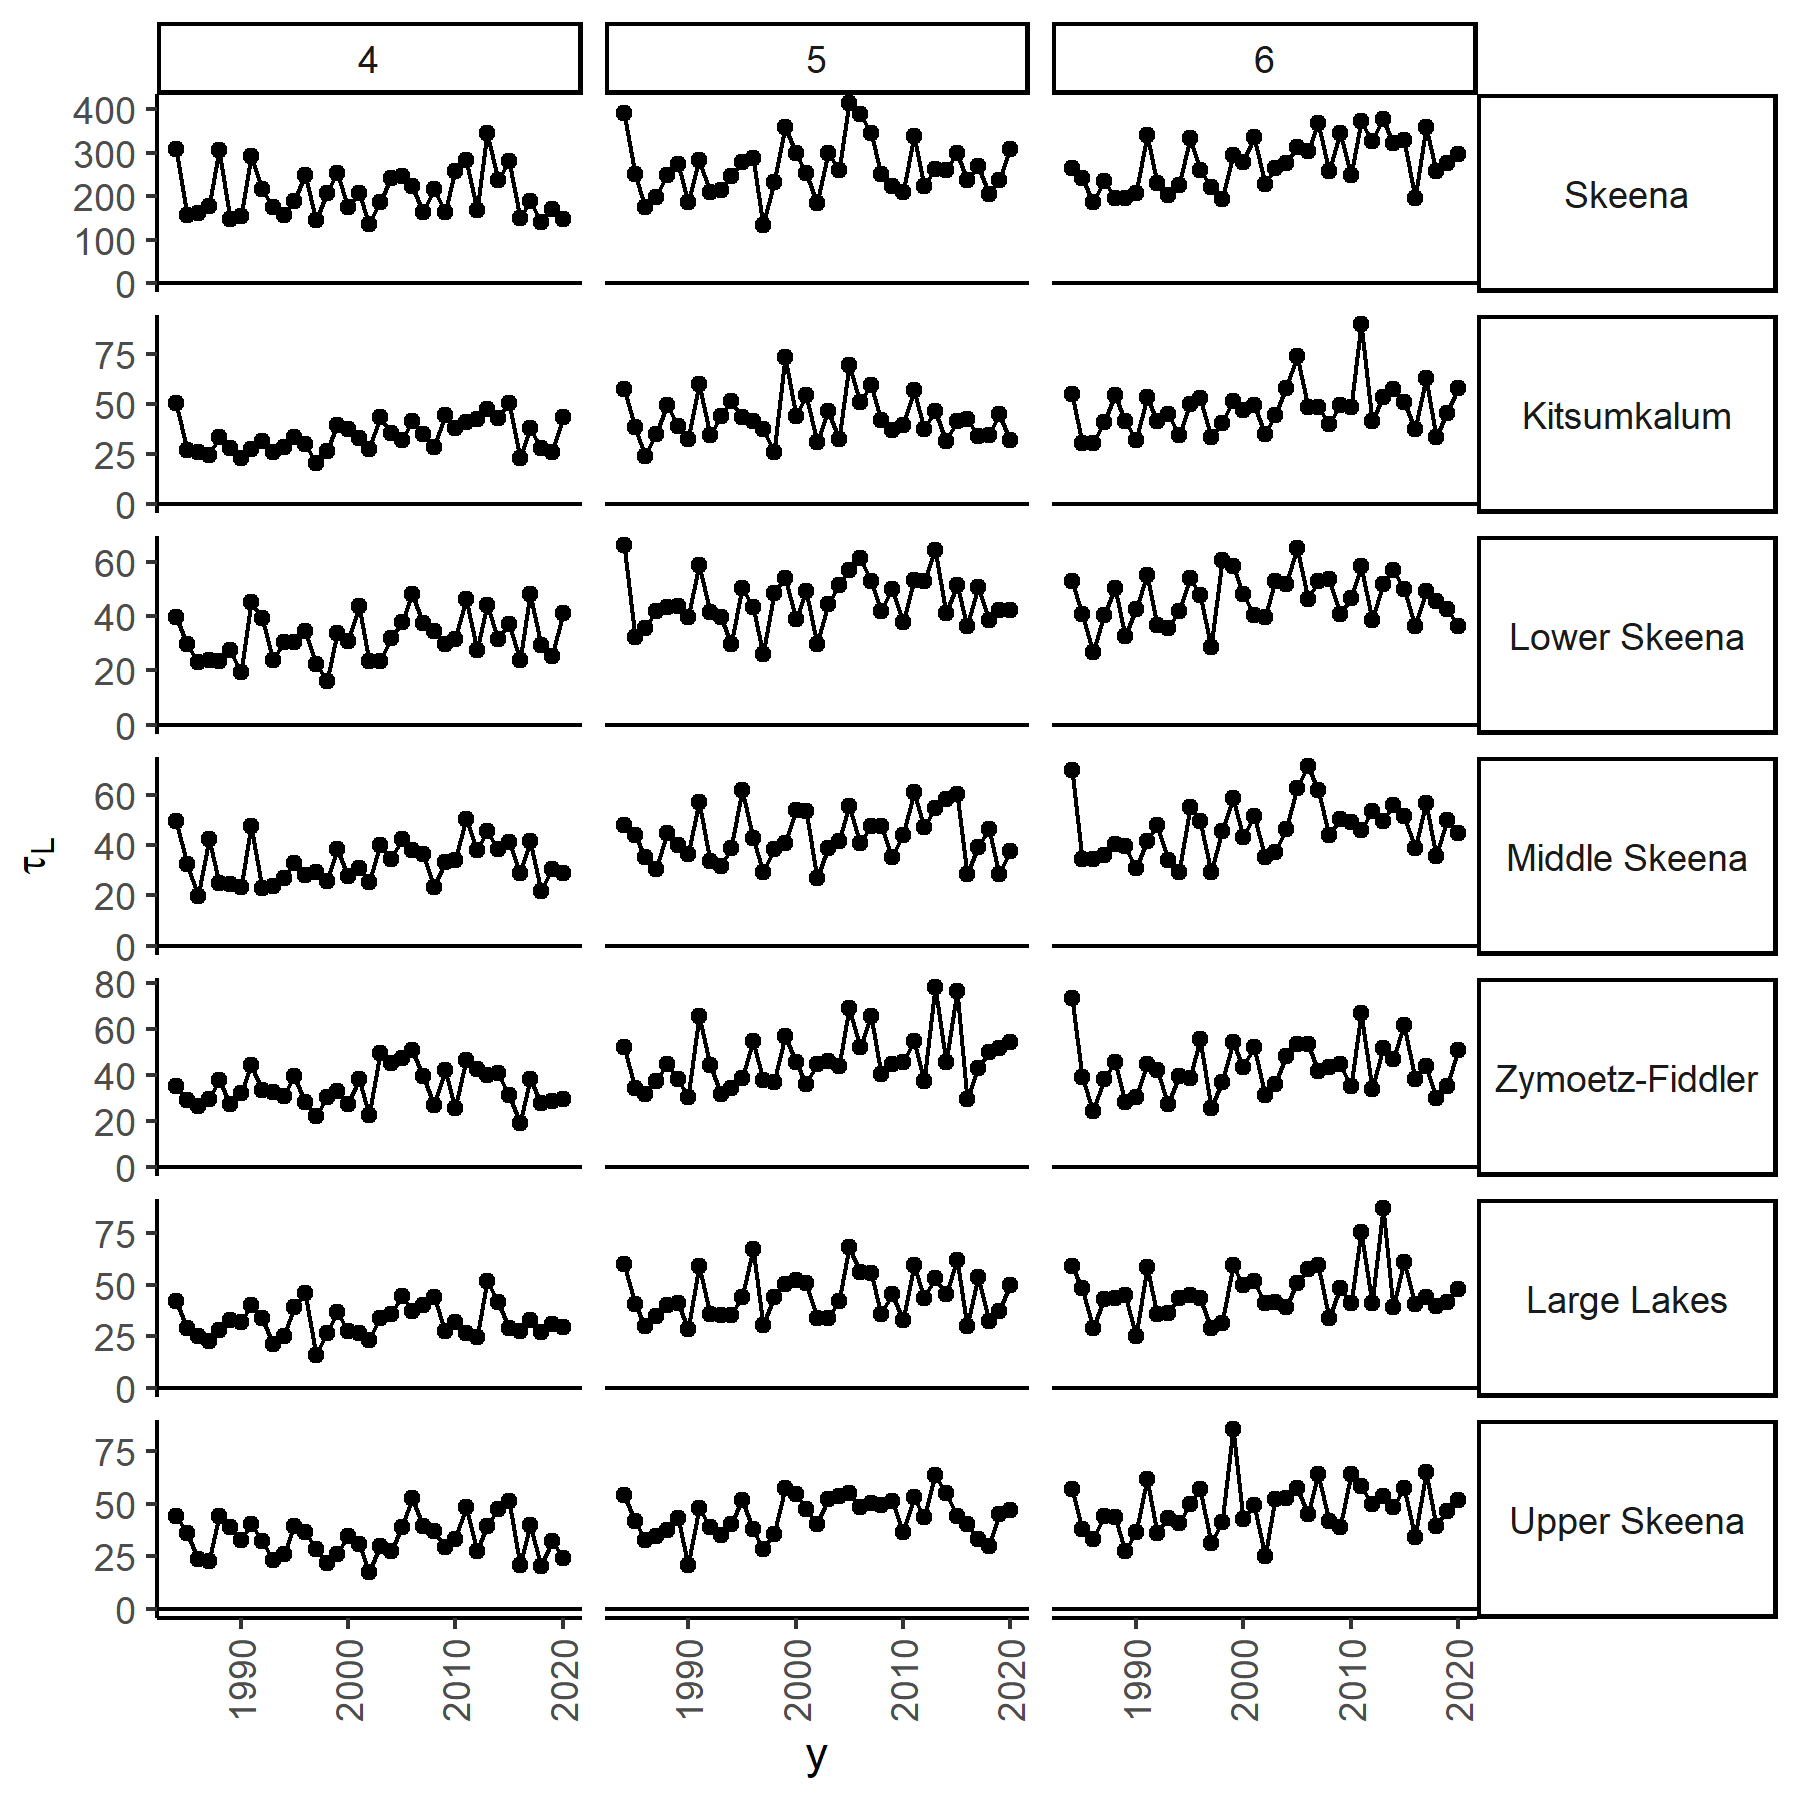 4 5 6
400
300
200
100
0
Skeena
75
50
25
0
Kitsumkalum
60
40
20
0
Lower Skeena
60
40
20
0
Middle Skeena
τL
80
60
40
20
0
Zymoetz-Fiddler
75
50
25
0
Large Lakes
75
50
25
0
Upper Skeena
1990 2000 2010 2020 1990 2000 2010 2020 1990 2000 2010 2020
y